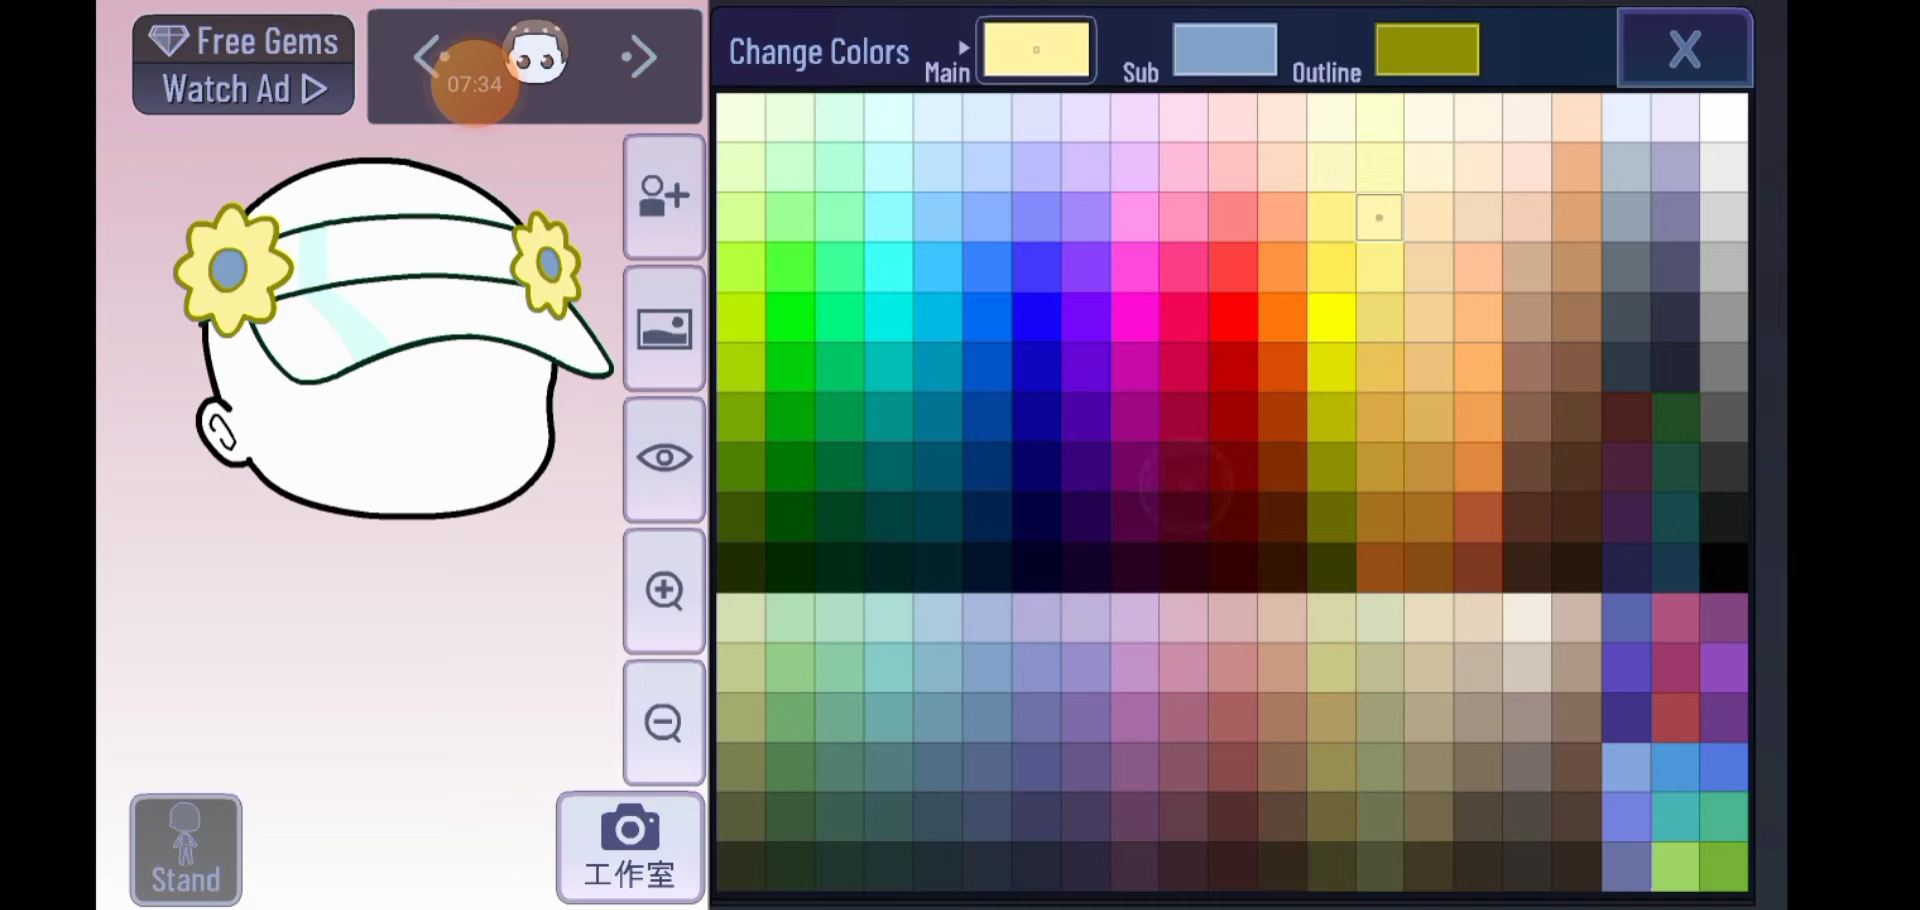 Free Gems
Watch Ad
07:34
Change Colors
Main
Sub
Outline
X
Stand
工作室